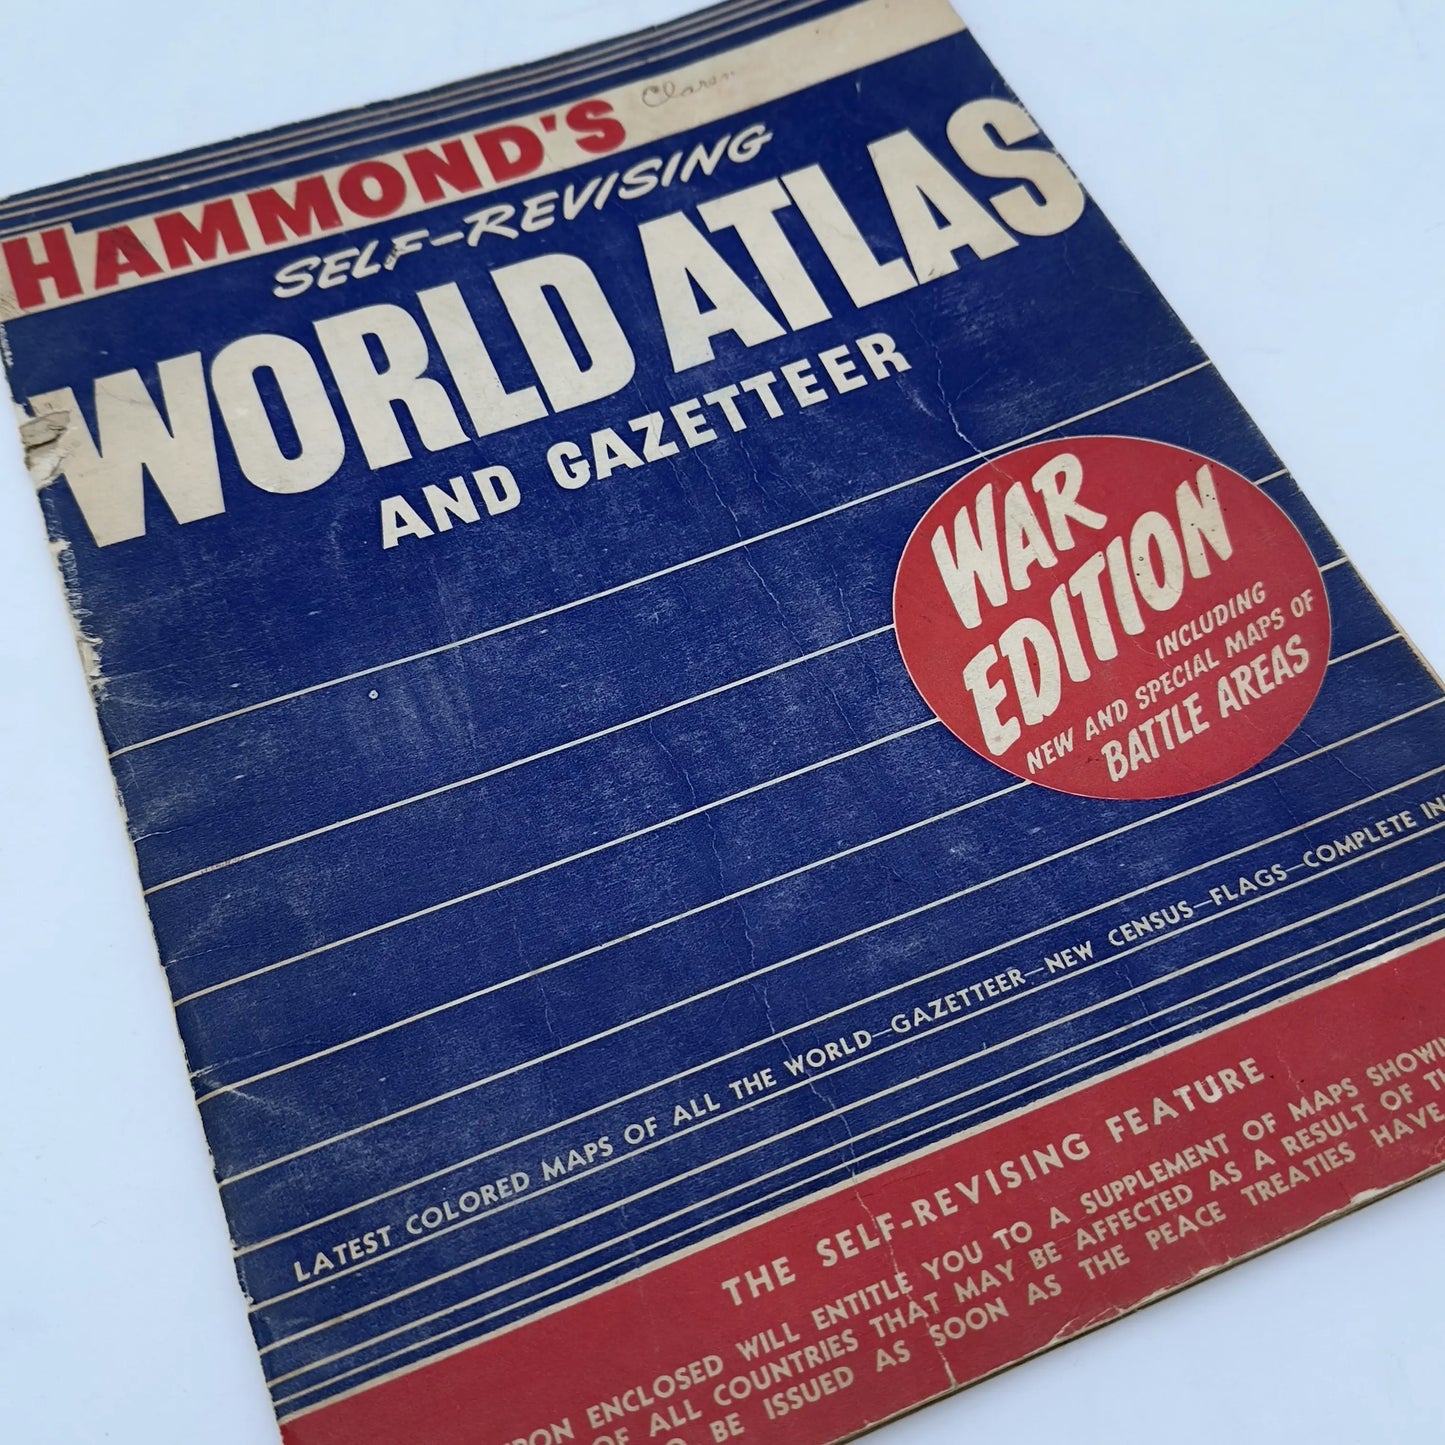 HAMMOND'S
SELF-REVISING
WORLD ATLAS
AND GAZETTEER
WAR
EDITION
INCLUDING
NEW AND SPECIAL MAPS OF
BATTLE AREAS
LATEST COLORED MAPS OF ALL THE WORLD—GAZETTEER—NEW CENSUS—FLAGS—COMPLETE
THE SELF-REVISING FEATURE
ENCLOSED WILL ENTITLE YOU TO A SUPPLEMENT OF MAPS
OF ALL COUNTRIES THAT MAY BE AFFECTED AS A RESULT OF
BE ISSUED AS SOON AS THE PEACE TREATIES HAVE